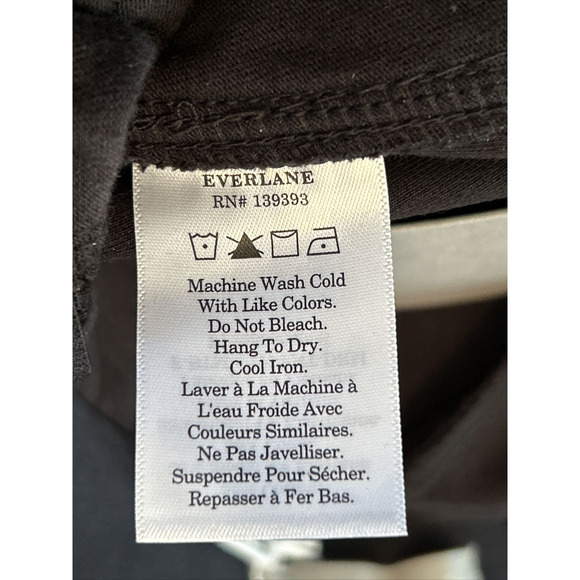 EVERLANE
RN# 139393
Machine Wash Cold
With Like Colors.
Do Not Bleach.
Hang To Dry.
Cool Iron.
Laver à La Machine à
L'eau Froide Avec
Couleurs Similaires.
Ne Pas Javelliser.
Suspendre Pour Sécher.
Repasser à Fer Bas.